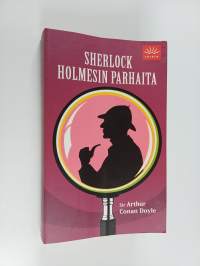 SHERLOCK
HOLMESIN PARHAITA
Sir Arthur
Conan Doyle